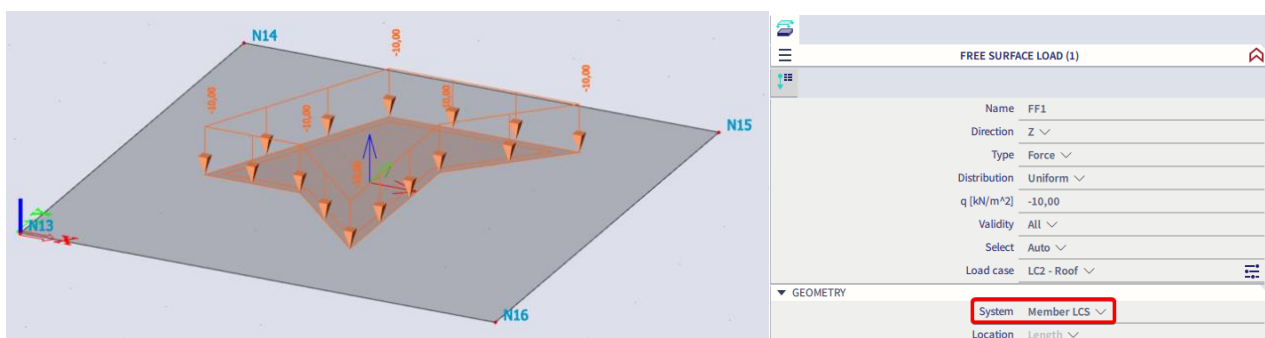 N14
-10,00
-10,00
-10,00
-10,00
-10,00
N15
N13
X
N16
FREE SURFACE LOAD (1)
Name FF1
Direction Z
Type Force
Distribution Uniform
q [kN/m^2] -10,00
Validity All
Select Auto
Load case LC2 - Roof
GEOMETRY
System Member LCS
Location Length